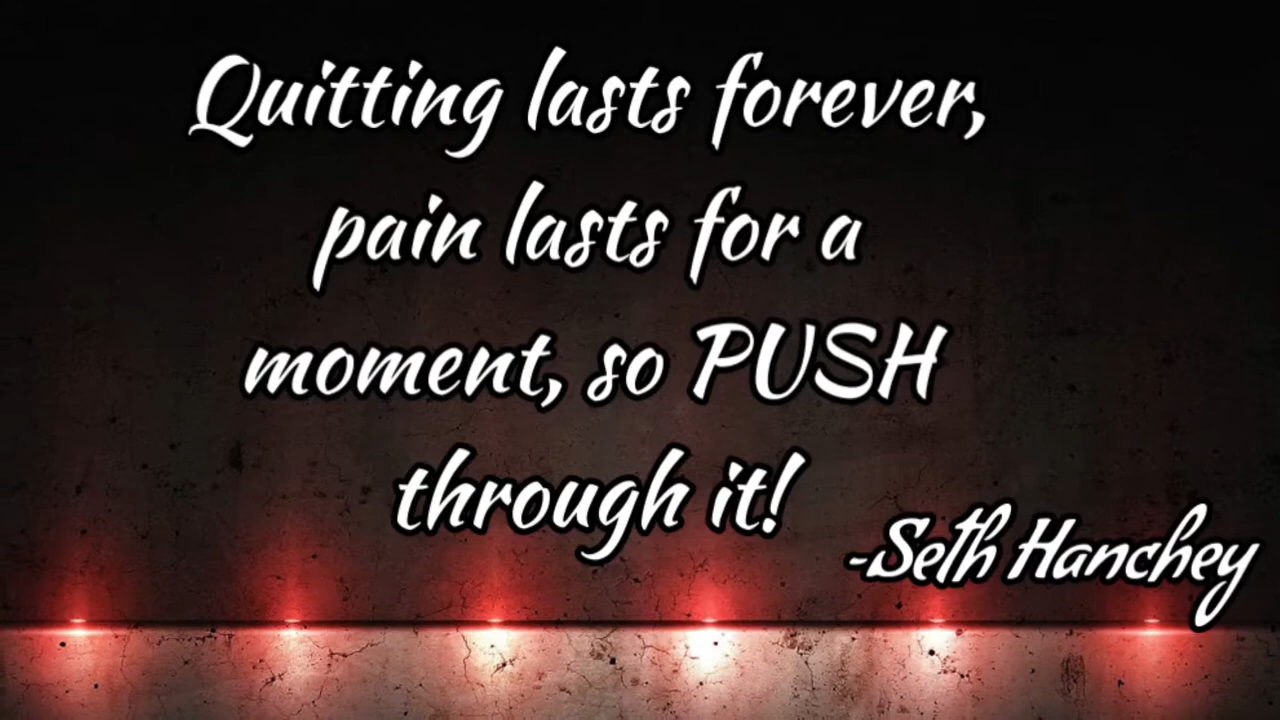 Quitting lasts forever,
pain lasts for a
moment, so PUSH
through it!
-Seth Hanchey